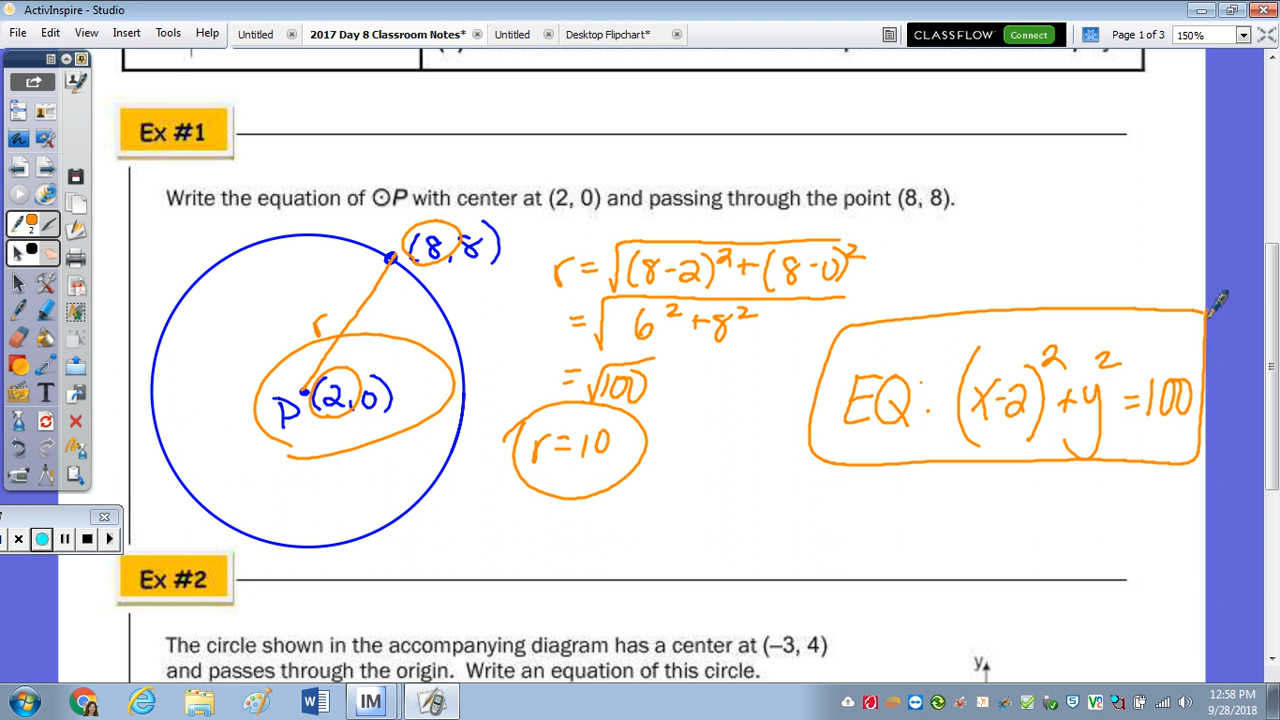 ActivInspire - Studio
File Edit View Insert Tools Help Untitled 2017 Day 8 Classroom Notes* Untitled Desktop Flipchart* CLASSFLOW Connect Page 1 of 3 150%
Ex #1
Write the equation of ⊙P with center at (2, 0) and passing through the point (8, 8).
(8,8)
r
P (2,0)
r = √(8-2)²+(8-0)²
= √6²+8²
= √100
r=10
EQ: (x-2)²+y²=100
Ex #2
The circle shown in the accompanying diagram has a center at (–3, 4)
and passes through the origin. Write an equation of this circle.
y
2
T
W
IM
12:58 PM
9/28/2018